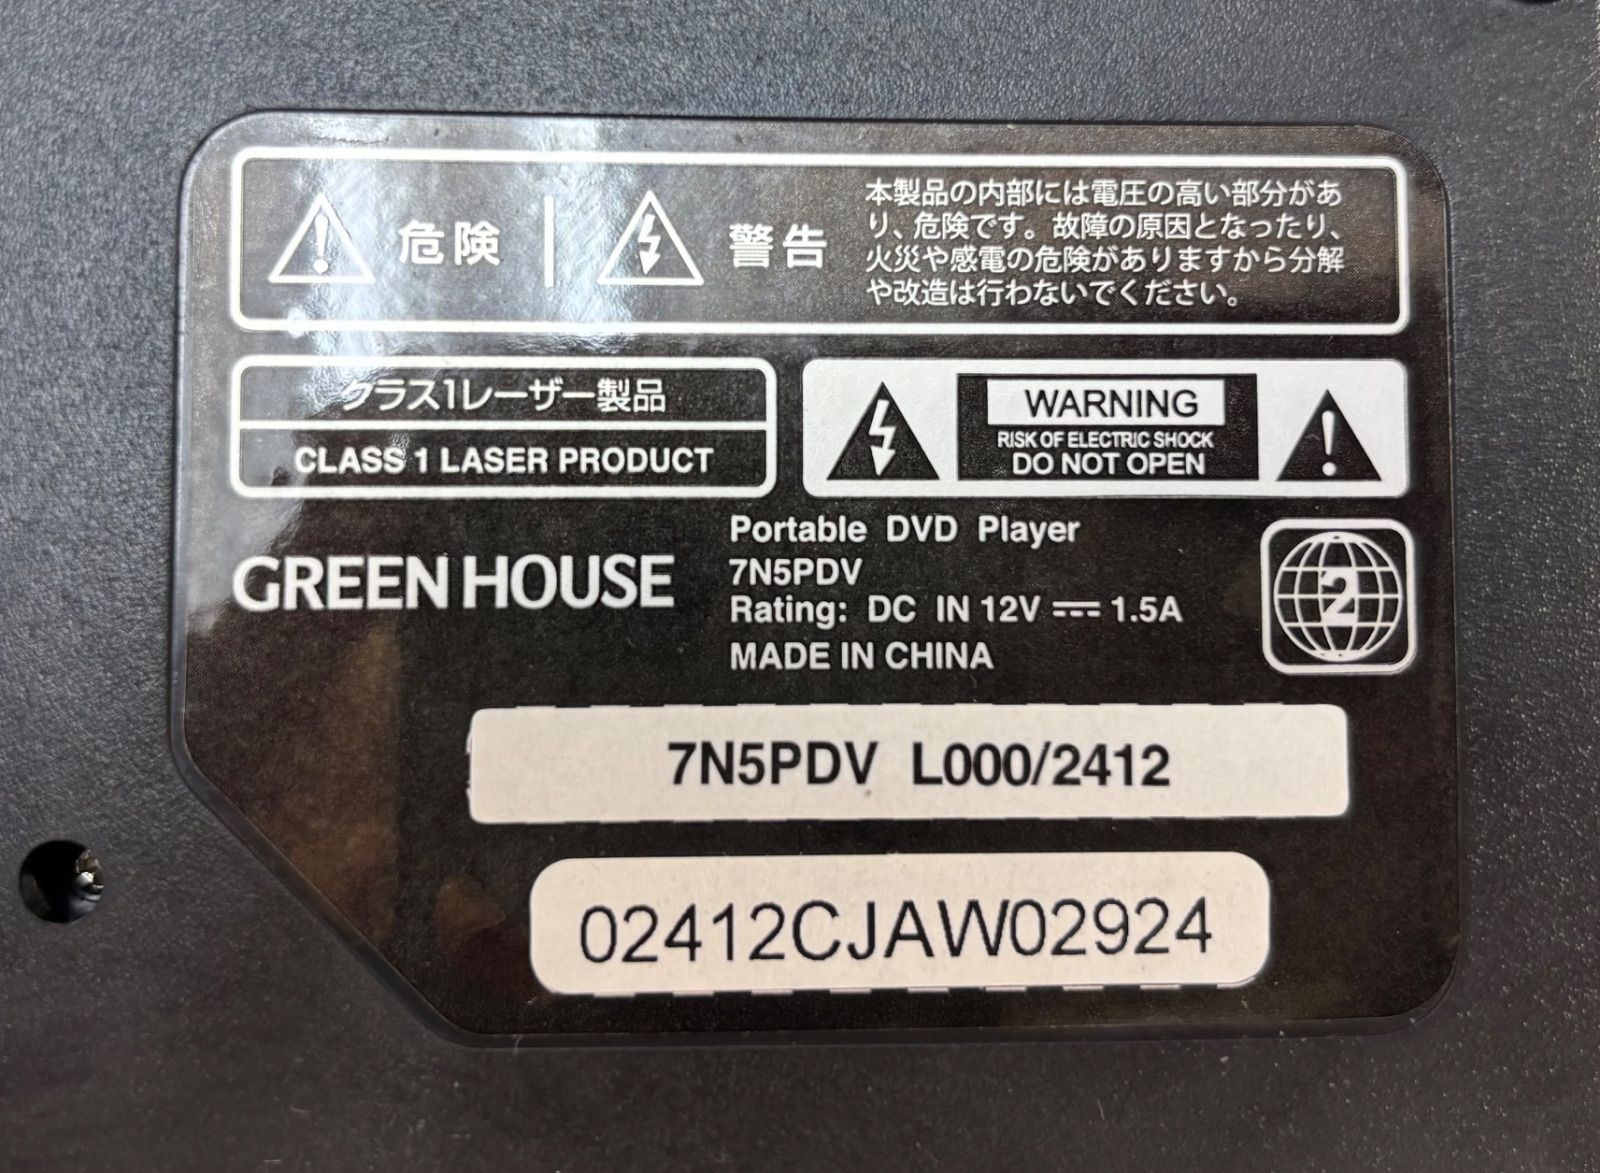 危険
警告
本製品の内部には電圧の高い部分があ
り、危険です。故障の原因となったり、
火災や感電の危険がありますから分解
や改造は行わないでください。
クラス1レーザー製品
CLASS 1 LASER PRODUCT
WARNING
RISK OF ELECTRIC SHOCK
DO NOT OPEN
GREEN HOUSE
Portable DVD Player
7N5PDV
Rating: DC IN 12V ⎓ 1.5A
MADE IN CHINA
2
7N5PDV L000/2412
02412CJAW02924